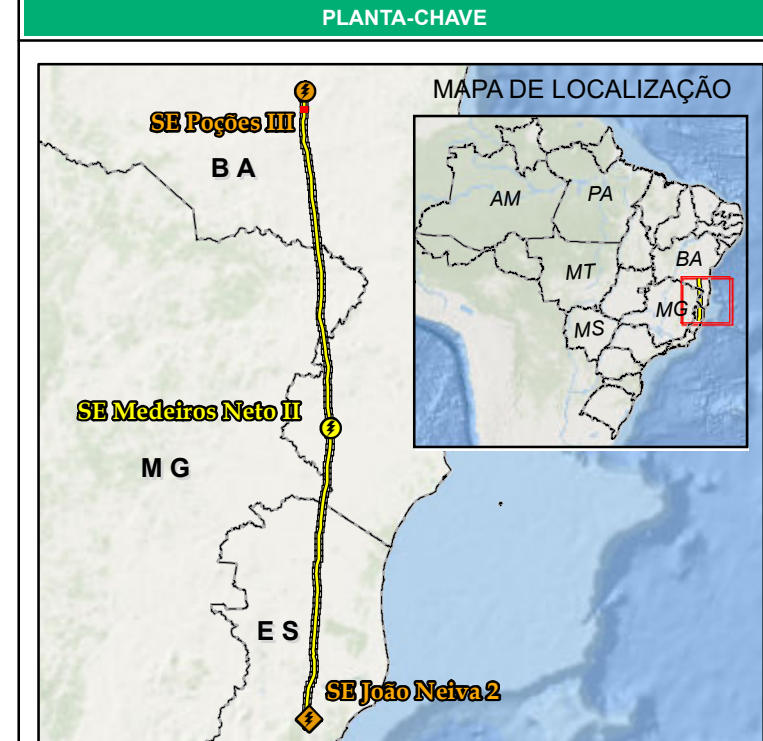 PLANTA-CHAVE
MAPA DE LOCALIZAÇÃO
SE Poções III
B A
AM
PA
BA
MT
MG
MS
SE Medeiros Neto II
M G
E S
SE João Neiva 2